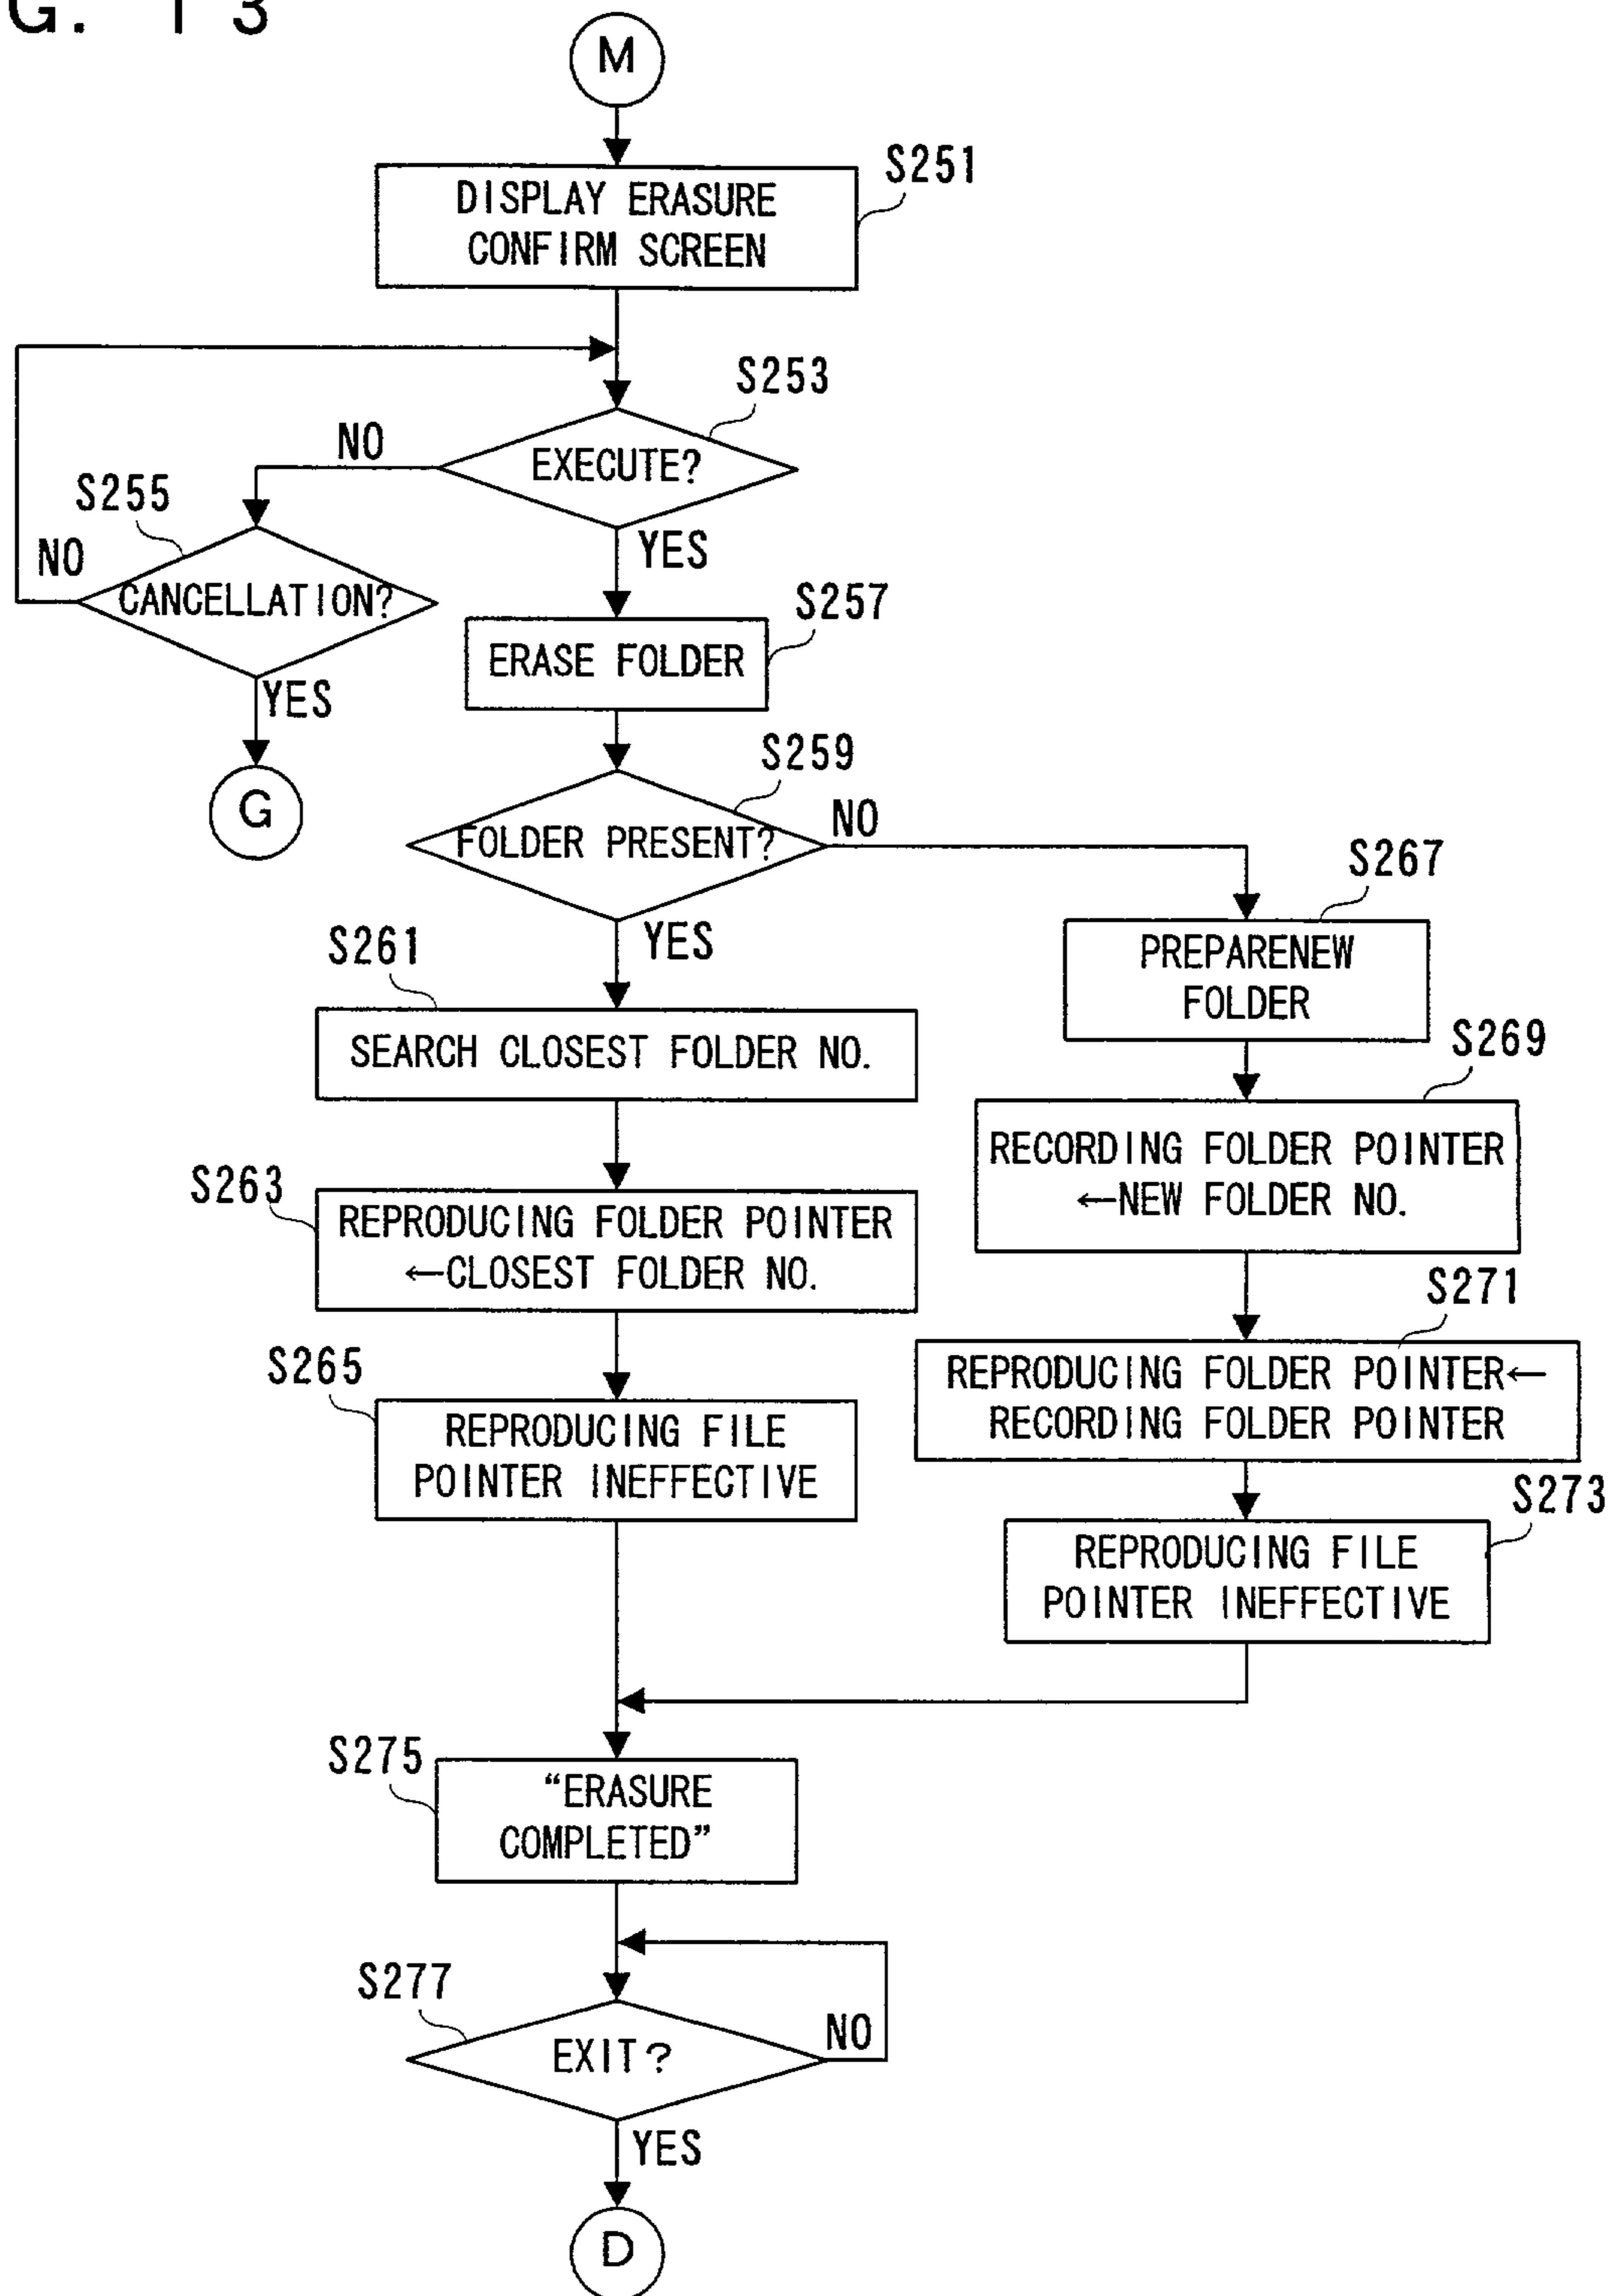 G. 13
M
S251
DISPLAY ERASURE
CONFIRM SCREEN
S253
NO
EXECUTE?
S255
YES
NO
CANCELLATION?
S257
ERASE FOLDER
YES
S259
G
NO
FOLDER PRESENT?
S267
YES
S261
PREPARENEW
FOLDER
SEARCH CLOSEST FOLDER NO.
S269
RECORDING FOLDER POINTER
←NEW FOLDER NO.
S263
REPRODUCING FOLDER POINTER
←CLOSEST FOLDER NO.
S271
S265
REPRODUCING FOLDER POINTER←
RECORDING FOLDER POINTER
REPRODUCING FILE
POINTER INEFFECTIVE
S273
REPRODUCING FILE
POINTER INEFFECTIVE
S275
“ERASURE
COMPLETED”
S277
NO
EXIT?
YES
D